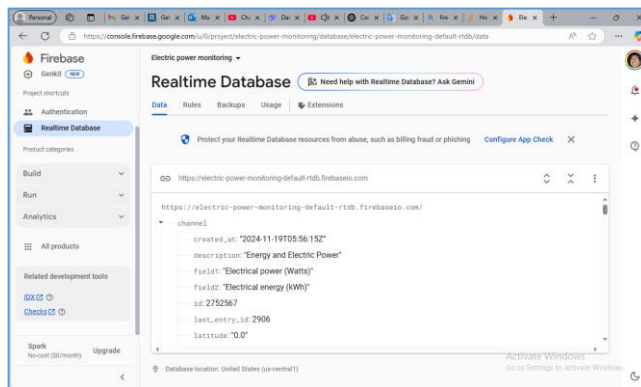 Personal
https://console.firebase.google.com/u/0/project/electric-power-monitoring/database/electric-power-monitoring-default-rtdb/data
Firebase
Genkit NEW
Project shortcuts
Authentication
Realtime Database
Product categories
Build
Run
Analytics
All products
Related development tools
IDX
Checks
Spark
No-cost ($0/month)
Upgrade
Electric power monitoring
Realtime Database
Need help with Realtime Database? Ask Gemini
Data Rules Backups Usage Extensions
Protect your Realtime Database resources from abuse, such as billing fraud or phishing Configure App Check
https://electric-power-monitoring-default-rtdb.firebaseio.com
https://electric-power-monitoring-default-rtdb.firebaseio.com/
channel
created_at: "2024-11-19T05:56:15Z"
description: "Energy and Electric Power"
field1: "Electrical power (Watts)"
field2: "Electrical energy (kWh)"
id: 2752567
last_entry_id: 2906
latitude: "0.0"
Database location: United States (us-central1)
Activate Windows
Go to Settings to activate Windows.